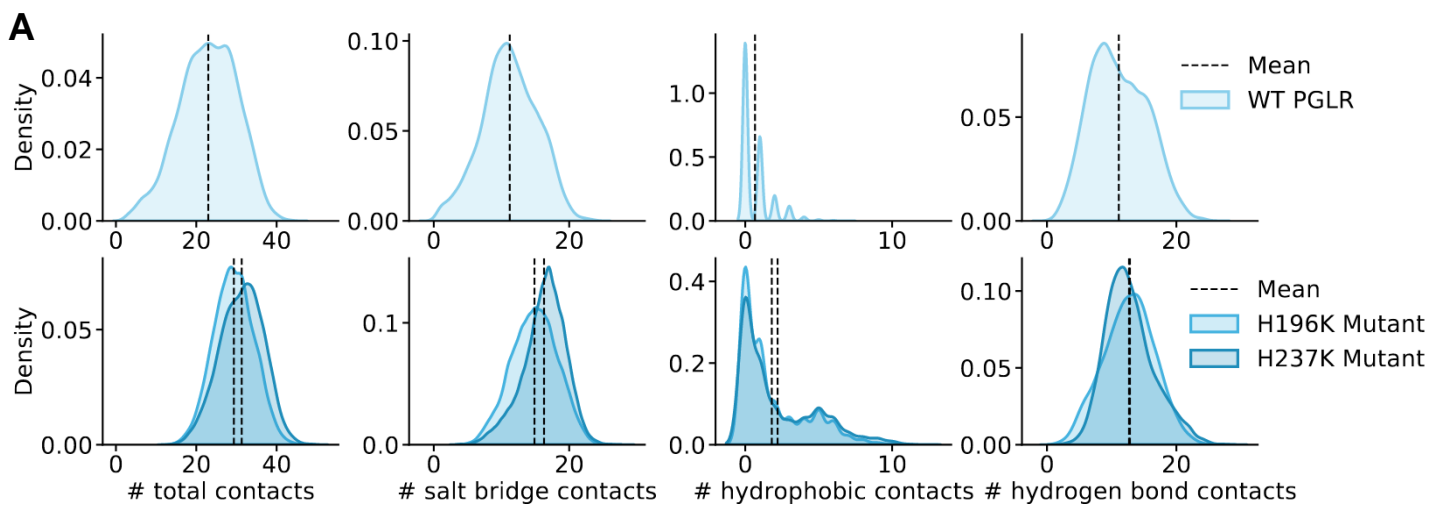 A
Density
0.04
0.02
0.00
0 20 40
0.10
0.05
0.00
0 20
1.0
0.5
0.0
0 10
0.05
0.00
0 20
Mean
WT PGLR
Density
0.05
0.00
0 20 40
# total contacts
0.1
0.0
0 20
# salt bridge contacts
0.4
0.2
0.0
0 10
# hydrophobic contacts
0.10
0.05
0.00
0 20
# hydrogen bond contacts
Mean
H196K Mutant
H237K Mutant